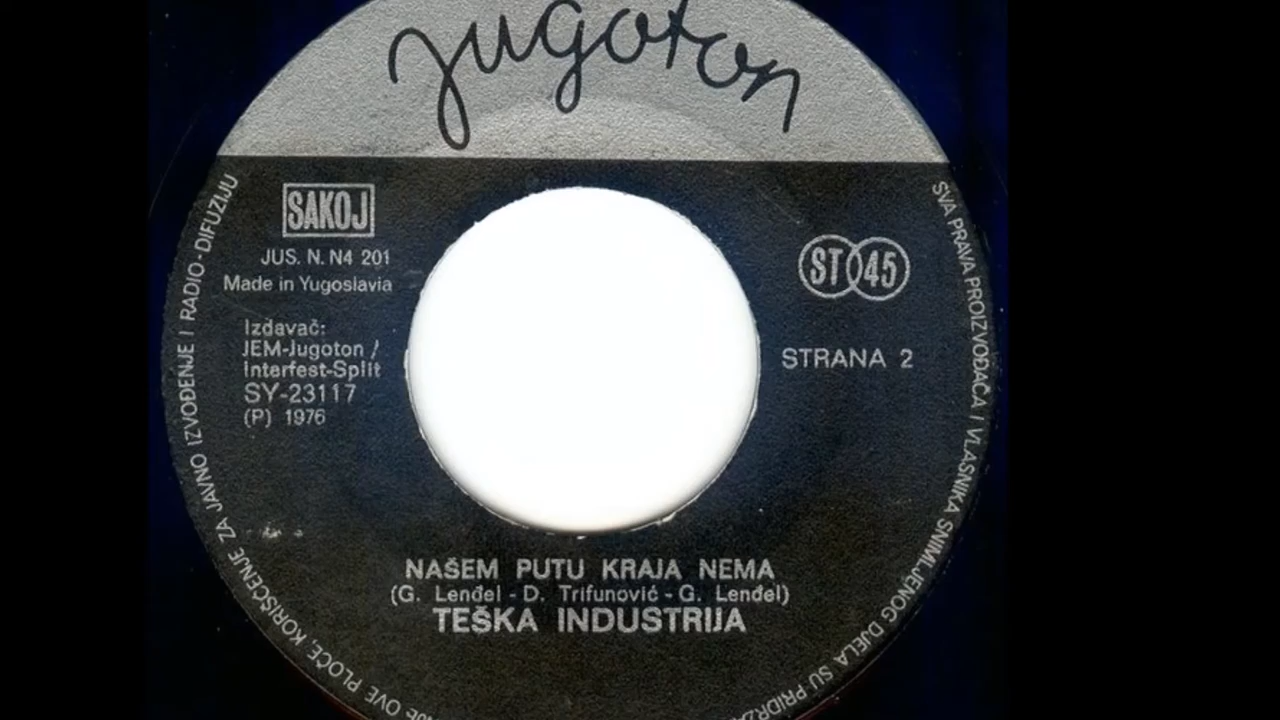 jugoton
SAKOJ
JUS. N. N4 201
Made in Yugoslavia
Izdavač:
JEM-Jugoton /
Interfest-Split
SY-23117
(P) 1976
ST 45
STRANA 2
NAŠEM PUTU KRAJA NEMA
(G. Lenđel - D. Trifunović - G. Lenđel)
TEŠKA INDUSTRIJA
SVA PRAVA PROIZVOĐAČA I VLASNIKA SNIMLJENOG DJELA SU
OVE PLOČE, KORIŠĆENJE ZA JAVNO IZVOĐENJE I RADIO-DIFUZIJU